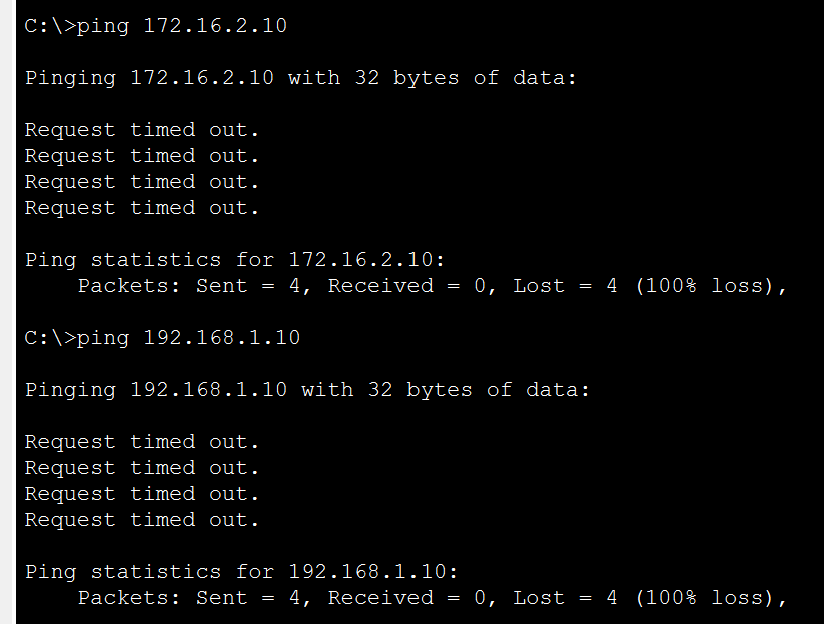 C:\>ping 172.16.2.10
Pinging 172.16.2.10 with 32 bytes of data:
Request timed out.
Request timed out.
Request timed out.
Request timed out.
Ping statistics for 172.16.2.10:
    Packets: Sent = 4, Received = 0, Lost = 4 (100% loss),
C:\>ping 192.168.1.10
Pinging 192.168.1.10 with 32 bytes of data:
Request timed out.
Request timed out.
Request timed out.
Request timed out.
Ping statistics for 192.168.1.10:
    Packets: Sent = 4, Received = 0, Lost = 4 (100% loss),